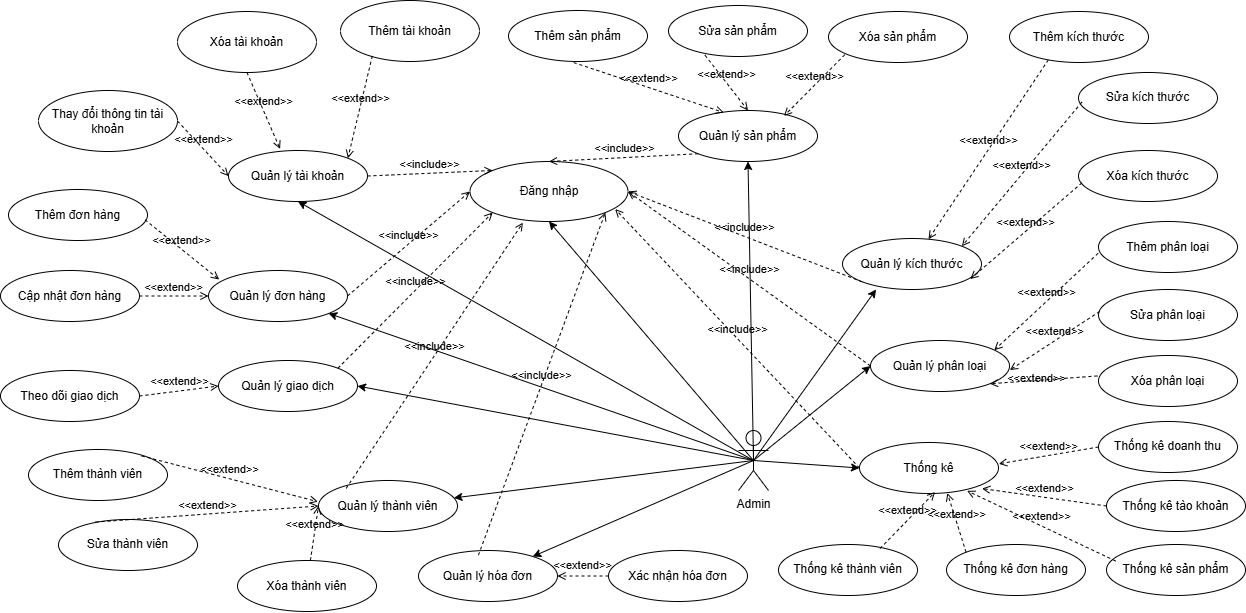 Thêm tài khoản
Xóa tài khoản
Thêm sản phẩm
Sửa sản phẩm
Xóa sản phẩm
Thêm kích thước
<<extend>>
<<extend>>
<<extend>>
<<extend>>
<<extend>>
Thay đổi thông tin tài
khoản
Sửa kích thước
<<extend>>
Quản lý sản phẩm
<<extend>>
<<include>>
<<include>>
<<extend>>
Quản lý tài khoản
Đăng nhập
Xóa kích thước
Thêm đơn hàng
<<extend>>
<<extend>>
<<include>>
<<include>>
Thêm phân loại
Quản lý kích thước
<<include>>
<<include>>
<<extend>>
Cập nhật đơn hàng
<<extend>>
Quản lý đơn hàng
<<extend>>
Sửa phân loại
<<include>>
<<extend>>
<<include>>
Quản lý phân loại
<<include>>
<<extend>>
Xóa phân loại
<<extend>>
Quản lý giao dịch
Theo dõi giao dịch
Thống kê doanh thu
<<extend>>
Thống kê
Thêm thành viên
<<extend>>
<<extend>>
Admin
Thống kê tào khoản
<<extend>>
Quản lý thành viên
<<extend>>
<<extend>>
<<extend>>
<<extend>>
Sửa thành viên
<<extend>>
Quản lý hóa đơn
Xác nhận hóa đơn
Thống kê thành viên
Thống kê đơn hàng
Thống kê sản phẩm
Xóa thành viên